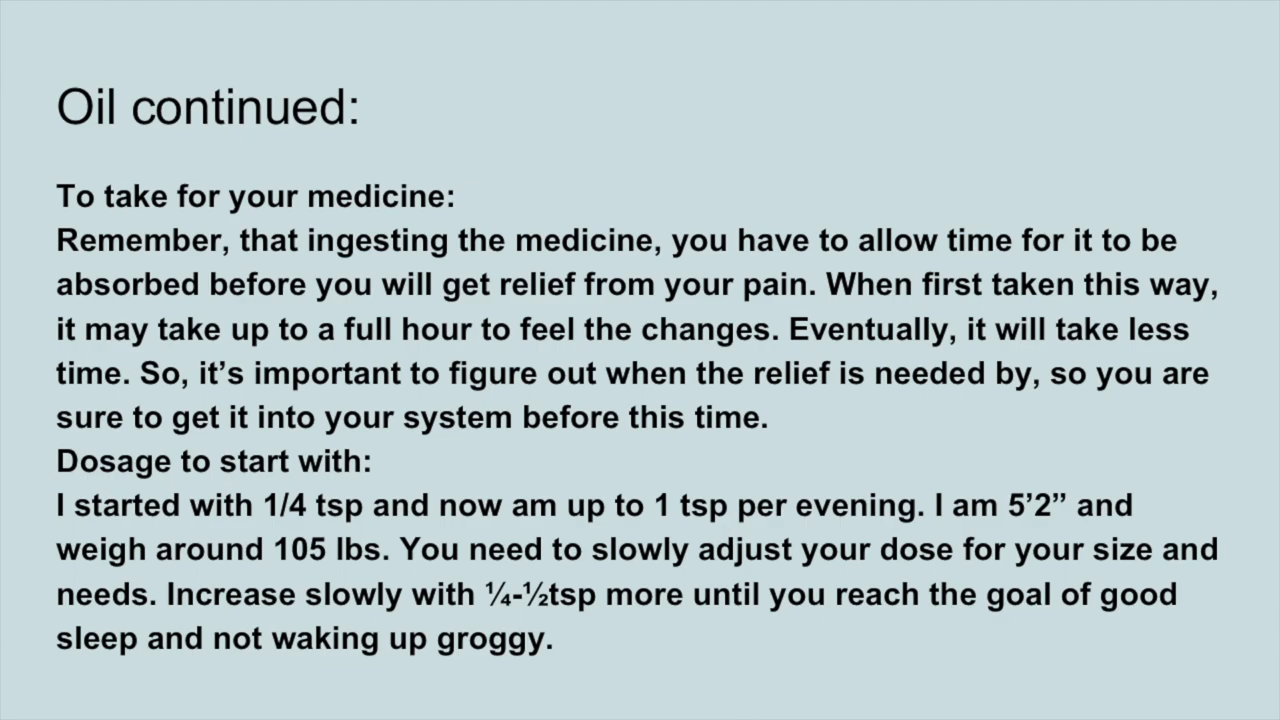 Oil continued:
To take for your medicine:
Remember, that ingesting the medicine, you have to allow time for it to be
absorbed before you will get relief from your pain. When first taken this way,
it may take up to a full hour to feel the changes. Eventually, it will take less
time. So, it’s important to figure out when the relief is needed by, so you are
sure to get it into your system before this time.
Dosage to start with:
I started with 1/4 tsp and now am up to 1 tsp per evening. I am 5’2” and
weigh around 105 lbs. You need to slowly adjust your dose for your size and
needs. Increase slowly with ¼-½tsp more until you reach the goal of good
sleep and not waking up groggy.